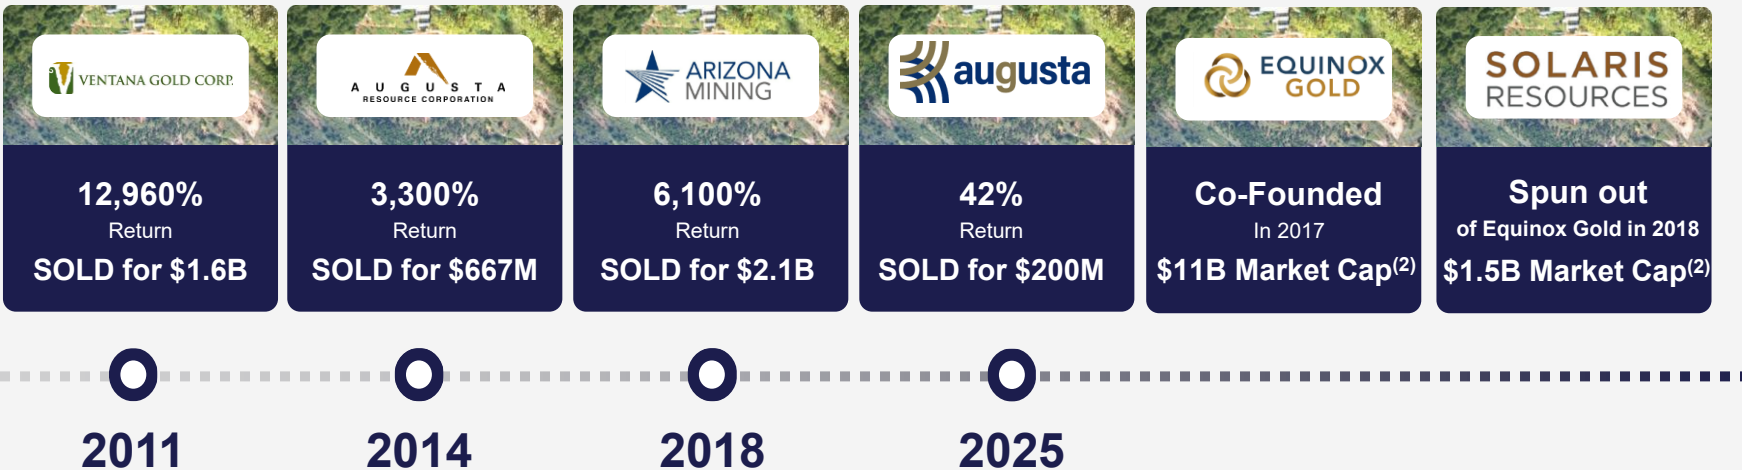 VENTANA GOLD CORP.
12,960%
Return
SOLD for $1.6B
AUGUSTA
RESOURCE CORPORATION
3,300%
Return
SOLD for $667M
ARIZONA
MINING
6,100%
Return
SOLD for $2.1B
augusta
42%
Return
SOLD for $200M
EQUINOX
GOLD
Co-Founded
In 2017
$11B Market Cap(2)
SOLARIS
RESOURCES
Spun out
of Equinox Gold in 2018
$1.5B Market Cap(2)
2011
2014
2018
2025